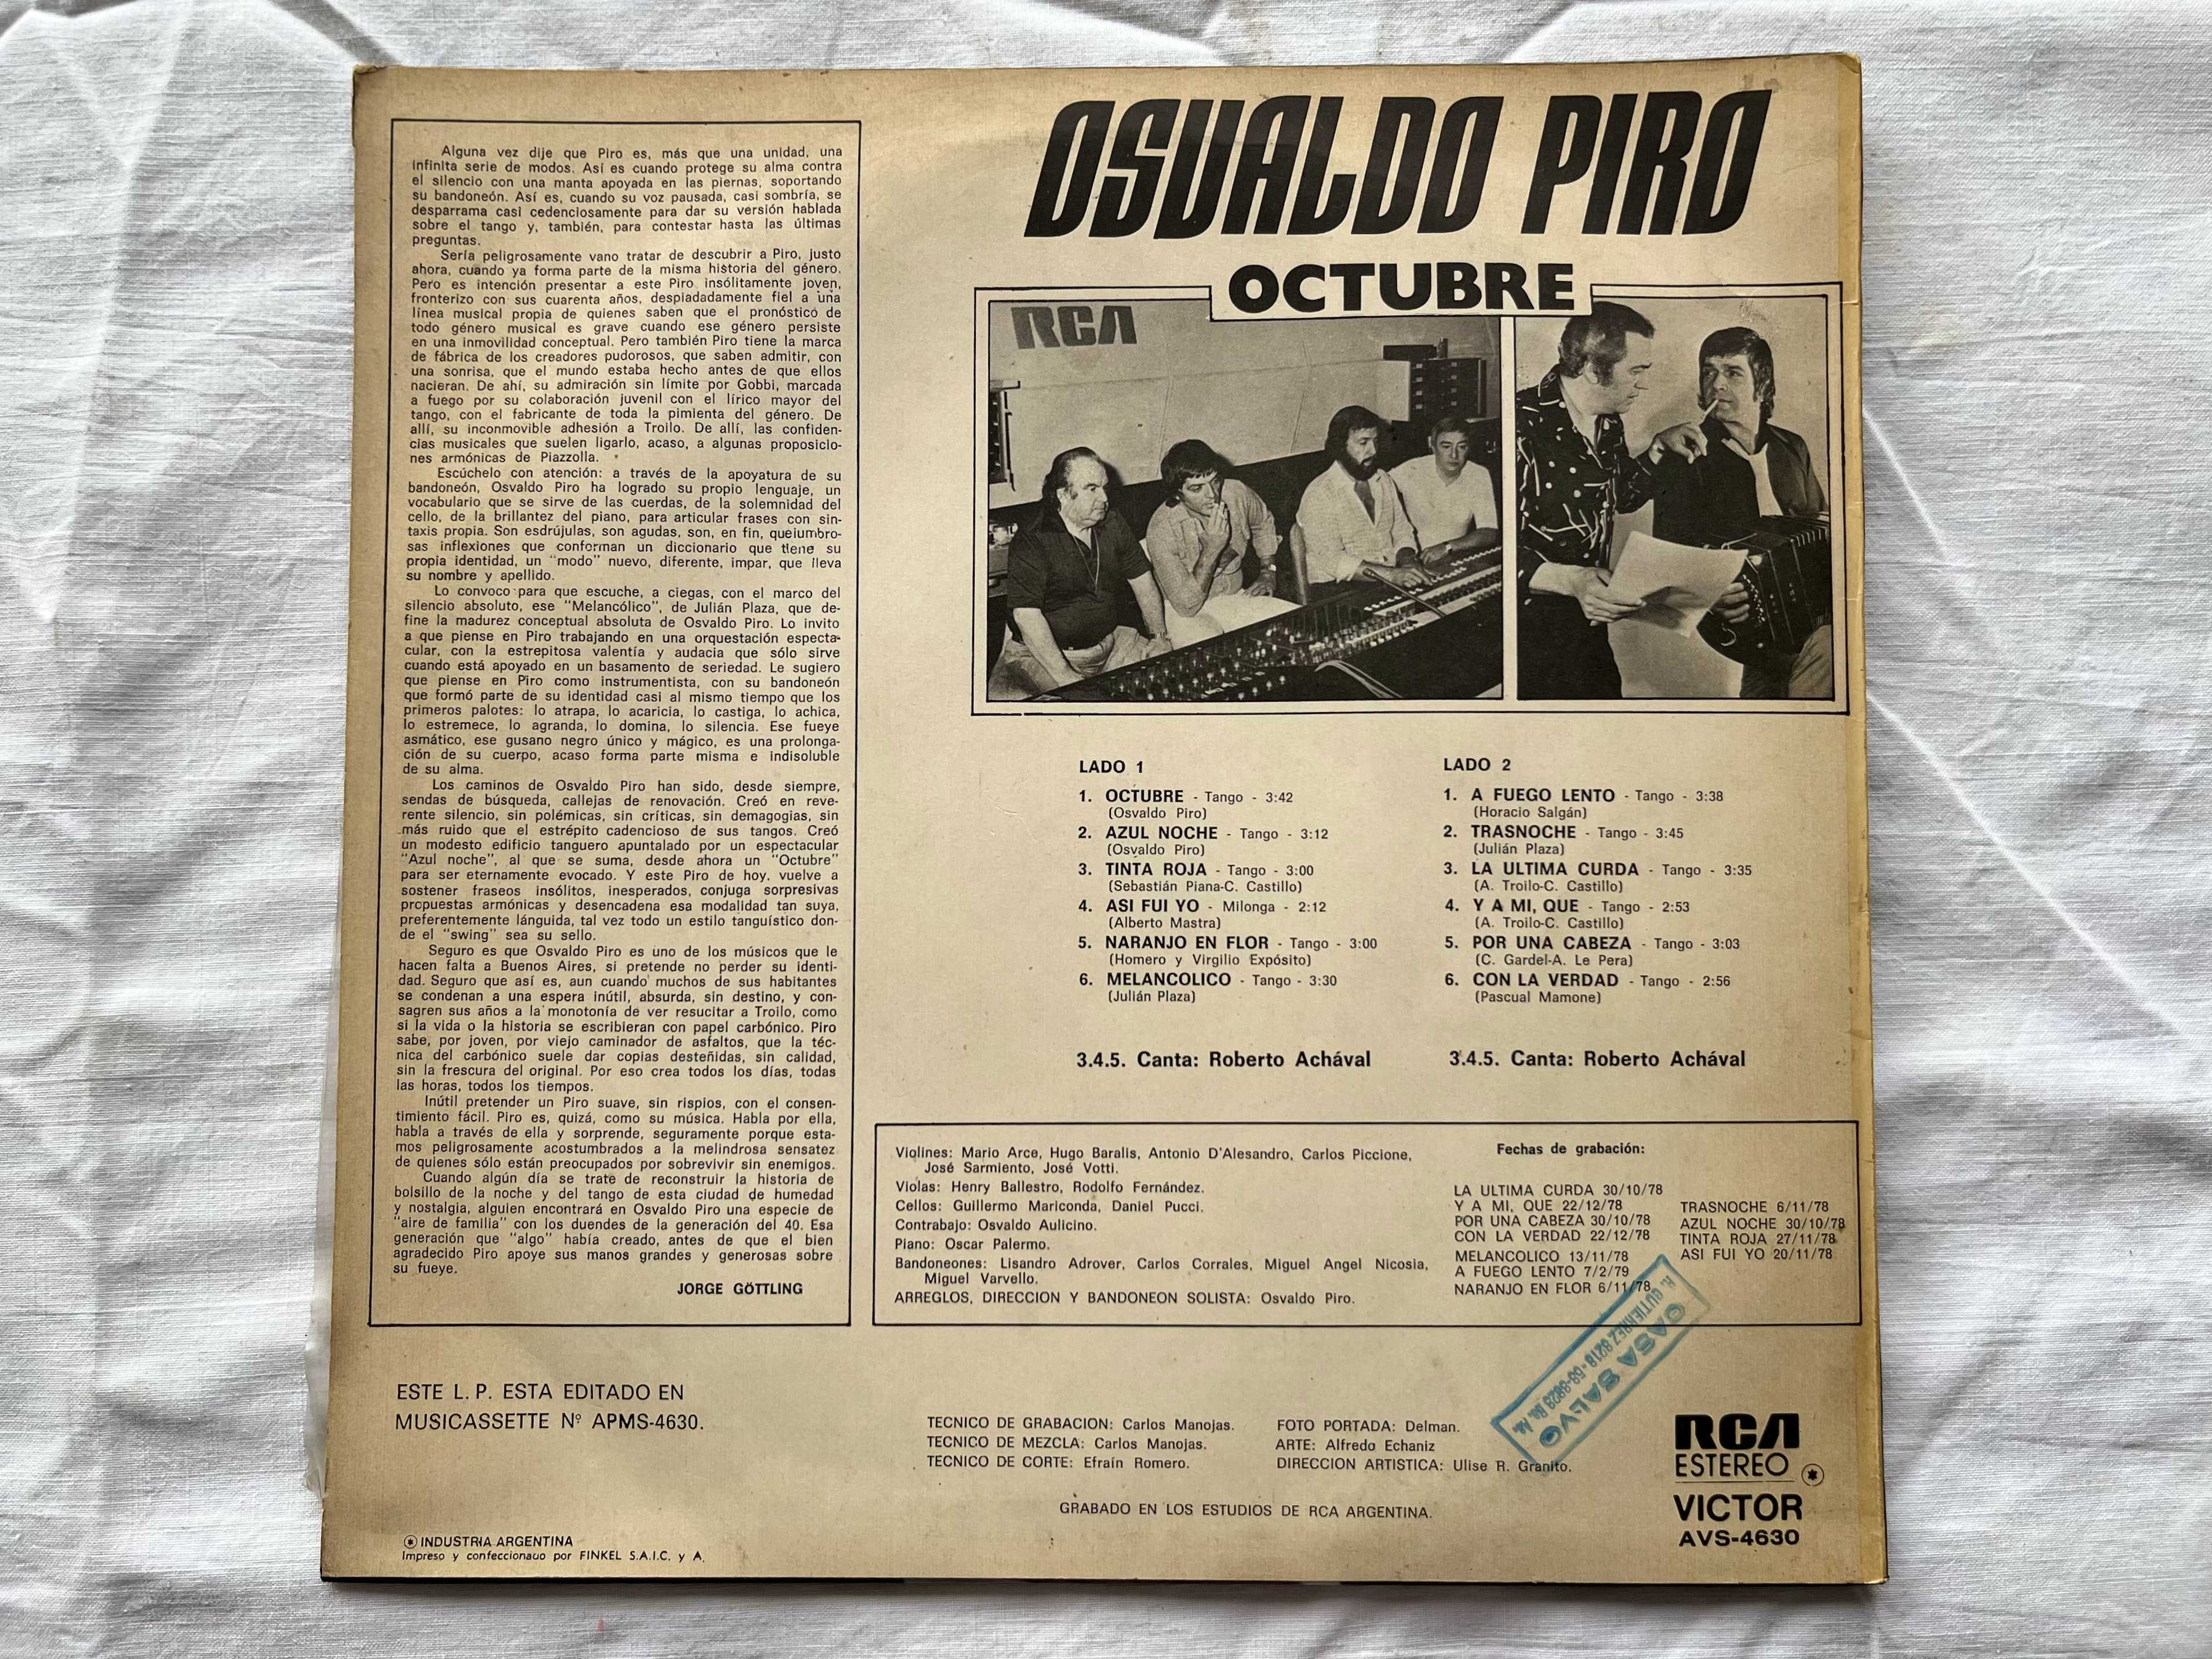 Alguna vez dije que Piro es, más que una unidad, una
infinita serie de modos. Así es cuando protege su alma contra
el silencio con una manta apoyada en las piernas, soportando
su bandoneón. Así es, cuando su voz pausada, casi sombría, se
desparrama casi cedenciosamente para dar su versión hablada
sobre el tango y, también, para contestar hasta las últimas
preguntas.
Sería peligrosamente vano tratar de descubrir a Piro, justo
ahora, cuando ya forma parte de la misma historia del género.
Pero es intención presentar a este Piro insólitamente joven,
fronterizo con sus cuarenta años, despiadadamente fiel a una
línea musical propia de quienes saben que el pronóstico de
todo género musical es grave cuando ese género persiste
en una inmovilidad conceptual. Pero también Piro tiene la marca
de fábrica de los creadores pudorosos, que saben admitir, con
una sonrisa, que el mundo estaba hecho antes de que ellos
nacieran. De ahí, su admiración sin límite por Gobbi, marcada
a fuego por su colaboración juvenil con el lírico mayor del
tango, con el fabricante de toda la pimienta del género. De
allí, su inconmovible adhesión a Troilo. De allí, las confiden-
cias musicales que suelen ligarlo, acaso, a algunas proposicio-
nes armónicas de Piazzolla.
Escúchelo con atención: a través de la apoyatura de su
bandoneón, Osvaldo Piro ha logrado su propio lenguaje, un
vocabulario que se sirve de las cuerdas, de la solemnidad del
cello, de la brillantez del piano, para articular frases con sin-
taxis propia. Son esdrújulas, son agudas, son, en fin, queiumbro-
sas inflexiones que conforman un diccionario que tiene su
propia identidad, un "modo" nuevo, diferente, impar, que lleva
su nombre y apellido.
Lo convoco para que escuche, a ciegas, con el marco del
silencio absoluto, ese "Melancólico", de Julián Plaza, que de-
fine la madurez conceptual absoluta de Osvaldo Piro. Lo invito
a que piense en Piro trabajando en una orquestación especta-
cular, con la estrepitosa valentía y audacia que sólo sirve
cuando está apoyado en un basamento de seriedad. Le sugiero
que piense en Piro como instrumentista, con su bandoneón
que formó parte de su identidad casi al mismo tiempo que los
primeros palotes: lo atrapa, lo acaricia, lo castiga, lo achica,
lo estremece, lo agranda, lo domina, lo silencia. Ese fueye
asmático, ese gusano negro único y mágico, es una prolonga-
ción de su cuerpo, acaso forma parte misma e indisoluble
de su alma.
Los caminos de Osvaldo Piro han sido, desde siempre,
sendas de búsqueda, callejas de renovación. Creó en reve-
rente silencio, sin polémicas, sin críticas, sin demagogias, sin
más ruido que el estrépito cadencioso de sus tangos. Creó
un modesto edificio tanguero apuntalado por un espectacular
"Azul noche", al que se suma, desde ahora un "Octubre"
para ser eternamente evocado. Y este Piro de hoy, vuelve a
sostener fraseos insólitos, inesperados, conjuga sorpresivas
propuestas armónicas y desencadena esa modalidad tan suya,
preferentemente lánguida, tal vez todo un estilo tanguístico don-
de el "swing" sea su sello.
Seguro es que Osvaldo Piro es uno de los músicos que le
hacen falta a Buenos Aires, si pretende no perder su identi-
dad. Seguro que así es, aun cuando muchos de sus habitantes
se condenan a una espera inútil, absurda, sin destino, y con-
sagren sus años a la monotonía de ver resucitar a Troilo, como
si la vida o la historia se escribieran con papel carbónico. Piro
sabe, por joven, por viejo caminador de asfaltos, que la téc-
nica del carbónico suele dar copias desteñidas, sin calidad,
sin la frescura del original. Por eso crea todos los días, todas
las horas, todos los tiempos.
Inútil pretender un Piro suave, sin rispios, con el consen-
timiento fácil. Piro es, quizá, como su música. Habla por ella,
habla a través de ella y sorprende, seguramente porque esta-
mos peligrosamente acostumbrados a la melindrosa sensatez
de quienes sólo están preocupados por sobrevivir sin enemigos.
Cuando algún día se trate de reconstruir la historia de
bolsillo de la noche y del tango de esta ciudad de humedad
y nostalgia, alguien encontrará en Osvaldo Piro una especie de
"aire de familia" con los duendes de la generación del 40. Esa
generación que "algo" había creado, antes de que el bien
agradecido Piro apoye sus manos grandes y generosas sobre
su fueye.
JORGE GÖTTLING
ESTE L. P. ESTA EDITADO EN
MUSICASSETTE Nº APMS-4630.
INDUSTRIA ARGENTINA
Impreso y confeccionado por FINKEL S.A.I.C. y A.
OSVALDO PIRO
OCTUBRE
RCA
LADO 1
1. OCTUBRE - Tango - 3:42
(Osvaldo Piro)
2. AZUL NOCHE - Tango - 3:12
(Osvaldo Piro)
3. TINTA ROJA - Tango - 3:00
(Sebastián Piana-C. Castillo)
4. ASI FUI YO - Milonga - 2:12
(Alberto Mastra)
5. NARANJO EN FLOR - Tango - 3:00
(Homero y Virgilio Expósito)
6. MELANCOLICO - Tango - 3:30
(Julián Plaza)
3.4.5. Canta: Roberto Achával
LADO 2
1. A FUEGO LENTO - Tango - 3:38
(Horacio Salgán)
2. TRASNOCHE - Tango - 3:45
(Julián Plaza)
3. LA ULTIMA CURDA - Tango - 3:35
(A. Troilo-C. Castillo)
4. Y A MI, QUE - Tango - 2:53
(A. Troilo-C. Castillo)
5. POR UNA CABEZA - Tango - 3:03
(C. Gardel-A. Le Pera)
6. CON LA VERDAD - Tango - 2:56
(Pascual Mamone)
3.4.5. Canta: Roberto Achával
Violines: Mario Arce, Hugo Baralis, Antonio D'Alesandro, Carlos Piccione,
José Sarmiento, José Votti.
Violas: Henry Ballestro, Rodolfo Fernández.
Cellos: Guillermo Mariconda, Daniel Pucci.
Contrabajo: Osvaldo Aulicino.
Piano: Oscar Palermo.
Bandoneones: Lisandro Adrover, Carlos Corrales, Miguel Angel Nicosia,
Miguel Varvello.
ARREGLOS, DIRECCION Y BANDONEON SOLISTA: Osvaldo Piro.
Fechas de grabación:
LA ULTIMA CURDA 30/10/78
Y A MI, QUE 22/12/78
POR UNA CABEZA 30/10/78
CON LA VERDAD 22/12/78
MELANCOLICO 13/11/78
A FUEGO LENTO 7/2/79
NARANJO EN FLOR 6/11/78
TRASNOCHE 6/11/78
AZUL NOCHE 30/10/78
TINTA ROJA 27/11/78
ASI FUI YO 20/11/78
CASA SALVO
GUTIERREZ
TECNICO DE GRABACION: Carlos Manojas.
TECNICO DE MEZCLA: Carlos Manojas.
TECNICO DE CORTE: Efraín Romero.
FOTO PORTADA: Delman.
ARTE: Alfredo Echaniz
DIRECCION ARTISTICA: Ulise R. Granito.
GRABADO EN LOS ESTUDIOS DE RCA ARGENTINA.
RCA
ESTEREO
VICTOR
AVS-4630